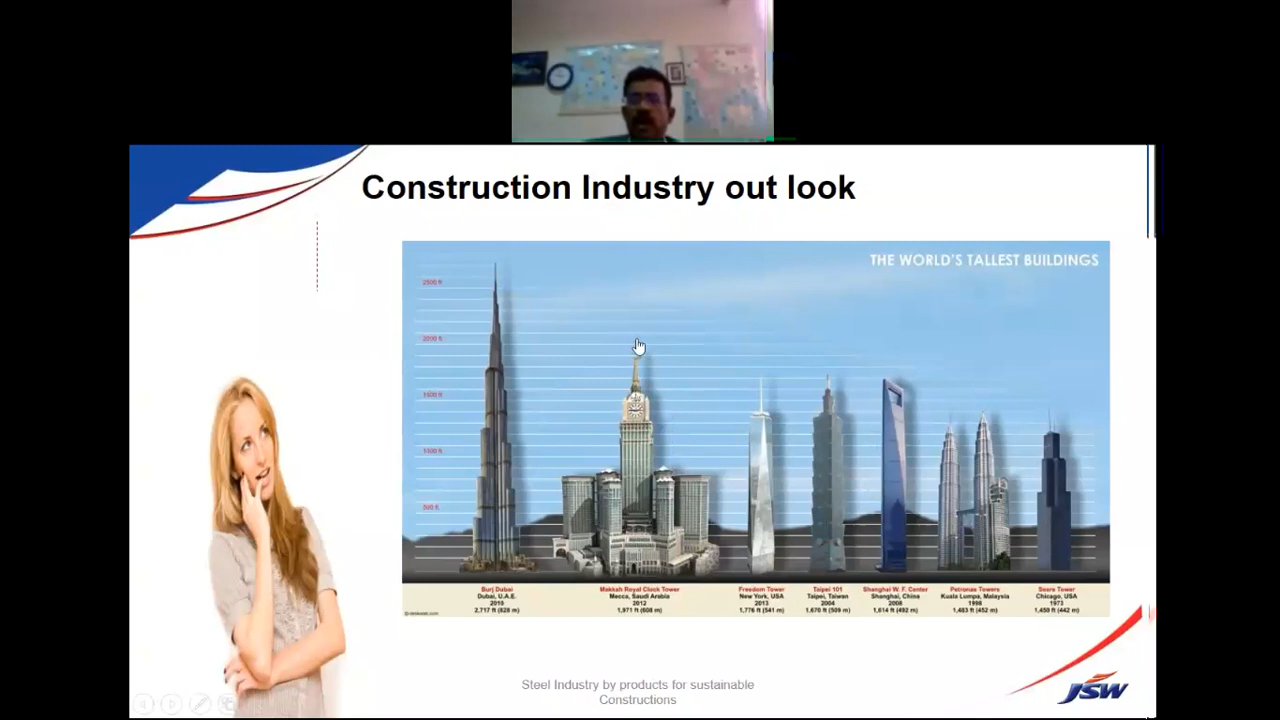 Construction Industry out look
THE WORLD'S TALLEST BUILDINGS
2500 ft
2000 ft
1500 ft
1000 ft
500 ft
Burj Dubai
Dubai, U.A.E.
2010
2,717 ft (828 m)
Makkah Royal Clock Tower
Mecca, Saudi Arabia
2012
1,971 ft (608 m)
Freedom Tower
New York, USA
2013
1,776 ft (541 m)
Taipei 101
Taipei, Taiwan
2004
1,670 ft (509 m)
Shanghai W. F. Center
Shanghai, China
2008
1,614 ft (492 m)
Petronas Towers
Kuala Lumpa, Malaysia
1998
1,483 ft (452 m)
Sears Tower
Chicago, USA
1973
1,450 ft (442 m)
Steel Industry by products for sustainable
Constructions
JSW